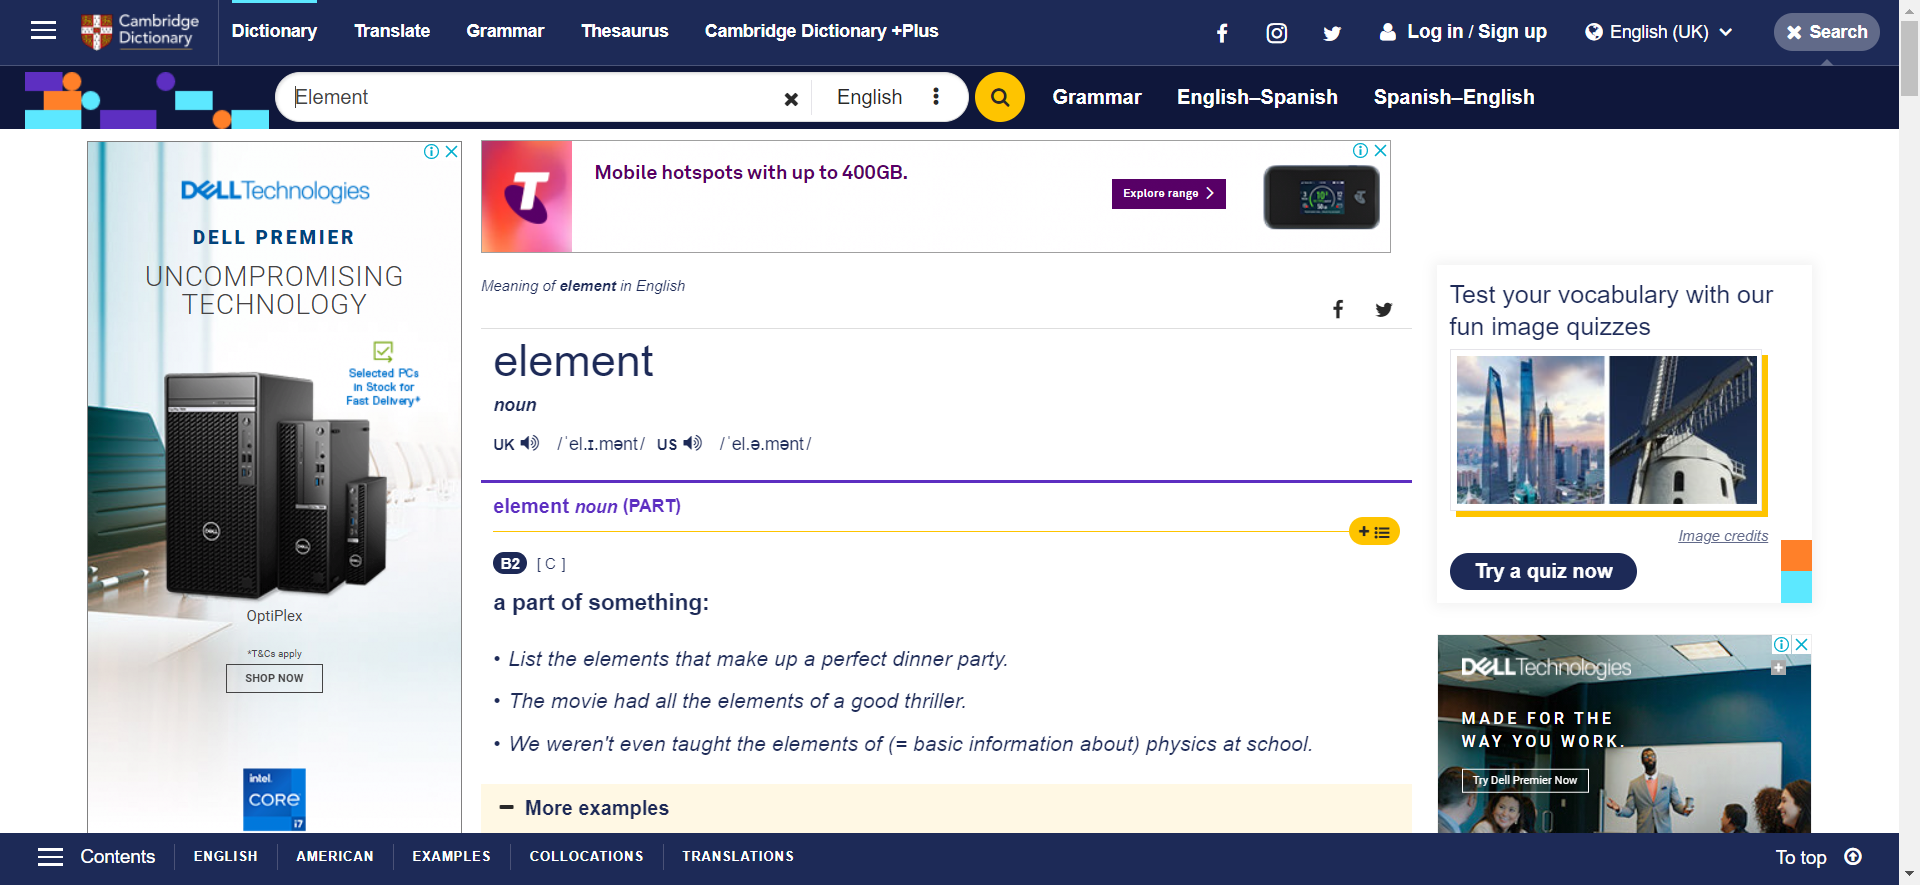 Cambridge Dictionary
Dictionary
Translate
Grammar
Thesaurus
Cambridge Dictionary +Plus
Log in / Sign up
English (UK)
Search
Element
English
Grammar
English–Spanish
Spanish–English
DELL Technologies
DELL PREMIER
UNCOMPROMISING
TECHNOLOGY
Selected PCs
in Stock for
Fast Delivery*
OptiPlex
*T&Cs apply
SHOP NOW
intel.
CORE
i7
Mobile hotspots with up to 400GB.
Explore range
Meaning of element in English
element
noun
UK /ˈel.ɪ.mənt/ US /ˈel.ə.mənt/
element noun (PART)
B2 [ C ]
a part of something:
• List the elements that make up a perfect dinner party.
• The movie had all the elements of a good thriller.
• We weren't even taught the elements of (= basic information about) physics at school.
More examples
Test your vocabulary with our
fun image quizzes
Image credits
Try a quiz now
DELL Technologies
MADE FOR THE
WAY YOU WORK.
Try Dell Premier Now
Contents
ENGLISH
AMERICAN
EXAMPLES
COLLOCATIONS
TRANSLATIONS
To top